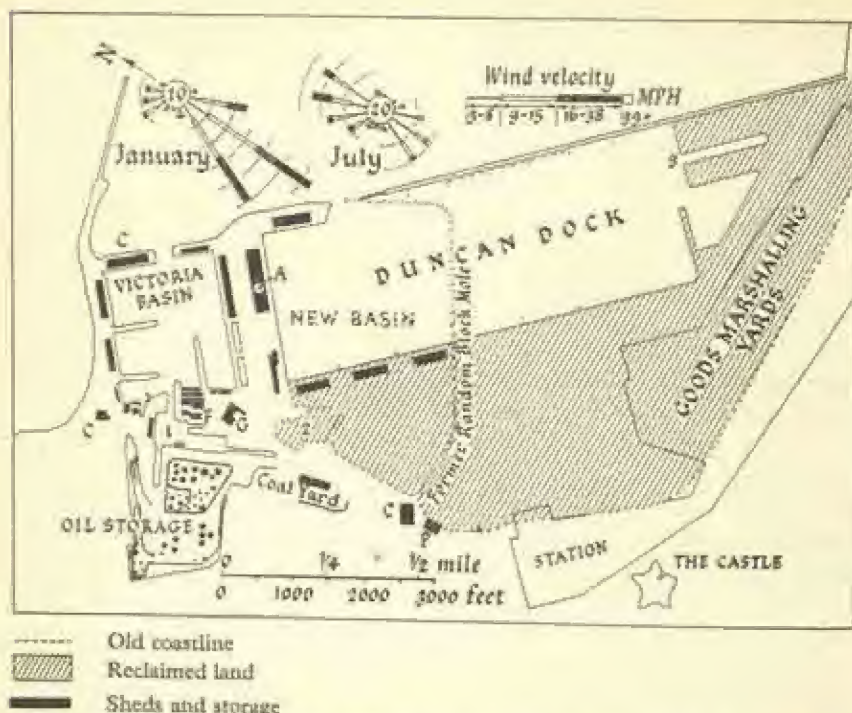 N
10
January
20
July
Wind velocity
MPH
3-8 9-15 16-38 39+
C
VICTORIA
BASIN
A
DUNCAN DOCK
NEW BASIN
B
GOODS MARSHALLING
YARDS
Former Random Block Mole
G
F
G
1
2
Coal Yard
C
F
OIL STORAGE
STATION
THE CASTLE
0 1/4 1/2 mile
0 1000 2000 3000 feet
Old coastline
Reclaimed land
Sheds and storage